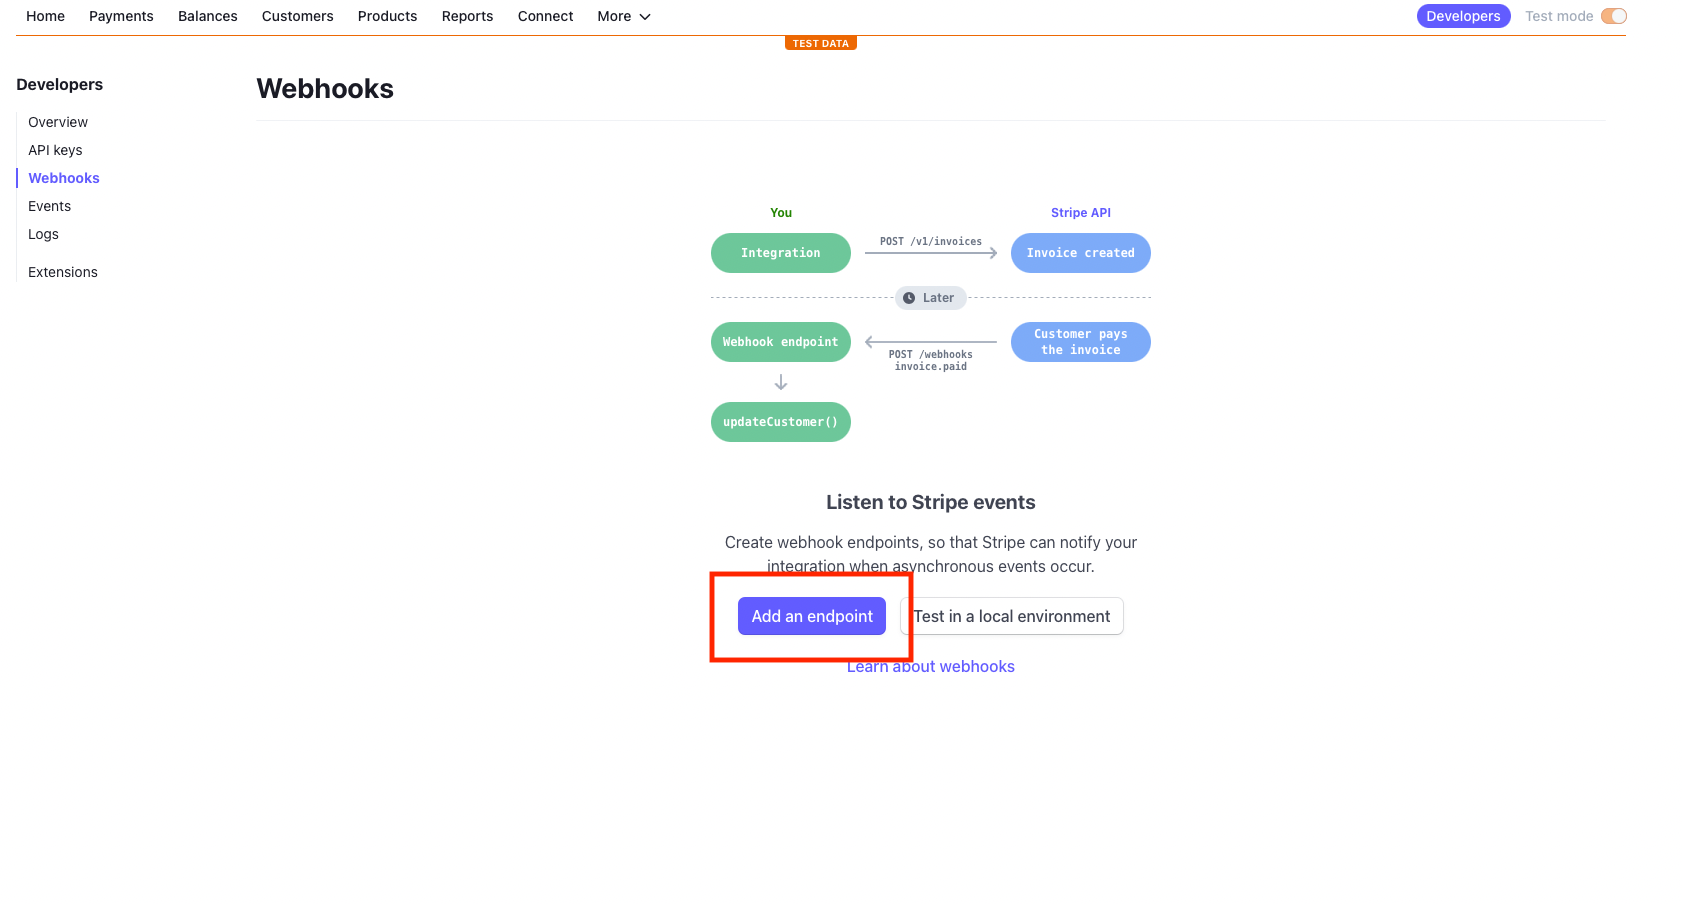 Home Payments Balances Customers Products Reports Connect More Developers Test mode
TEST DATA
Developers
Overview
API keys
Webhooks
Events
Logs
Extensions
Webhooks
You Stripe API
Integration POST /v1/invoices Invoice created
Later
Webhook endpoint POST /webhooks
invoice.paid Customer pays
the invoice
updateCustomer()
Listen to Stripe events
Create webhook endpoints, so that Stripe can notify your
integration when asynchronous events occur.
Add an endpoint Test in a local environment
Learn about webhooks